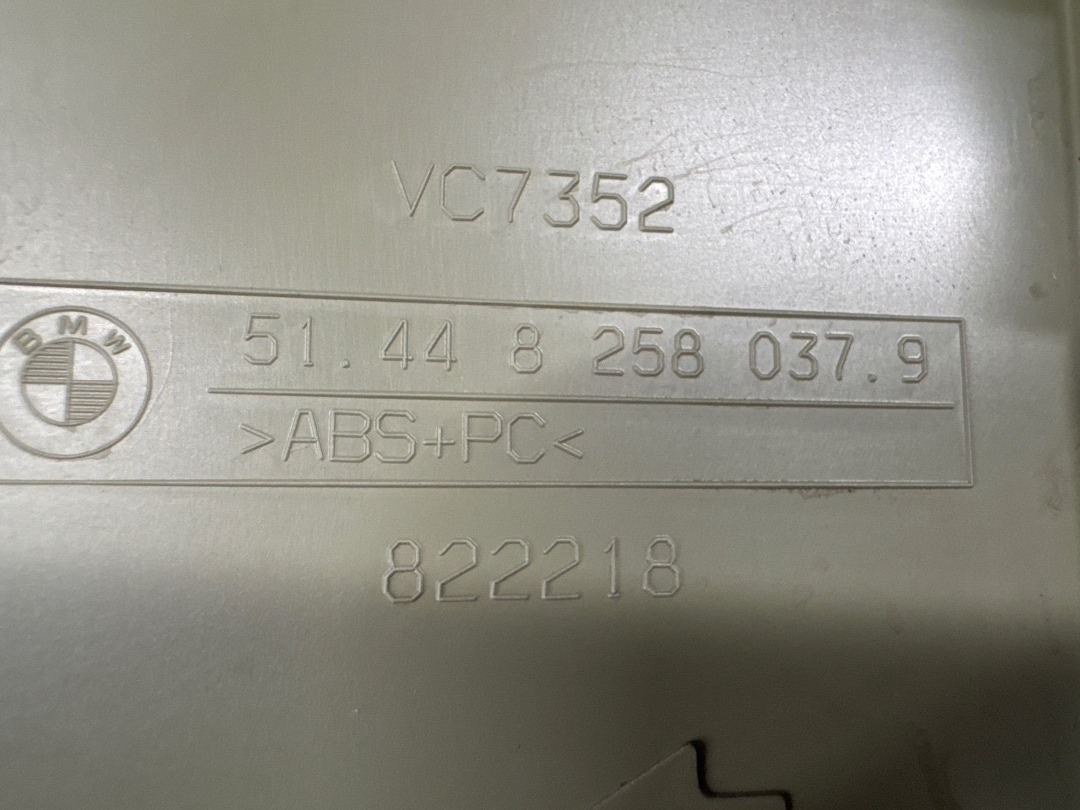 VC7352
BMW
51.44 8 258 037.9
>ABS+PC<
822218